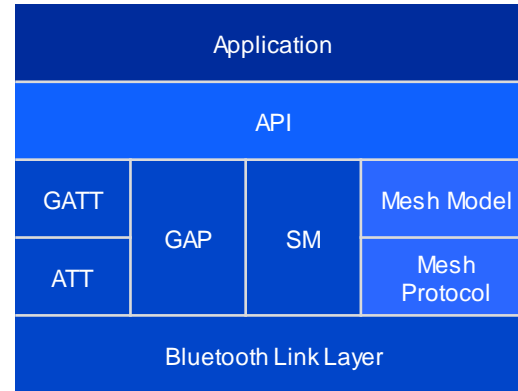 Application
API
GATT
GAP
SM
Mesh Model
ATT
Mesh
Protocol
Bluetooth Link Layer